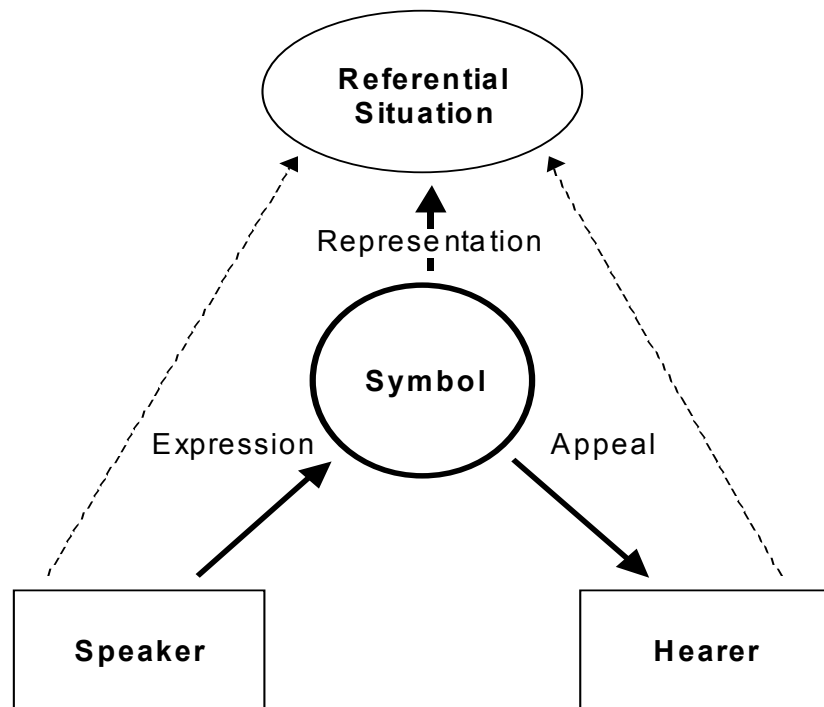 Referential
Situation
Representation
Symbol
Expression
Appeal
Speaker
Hearer